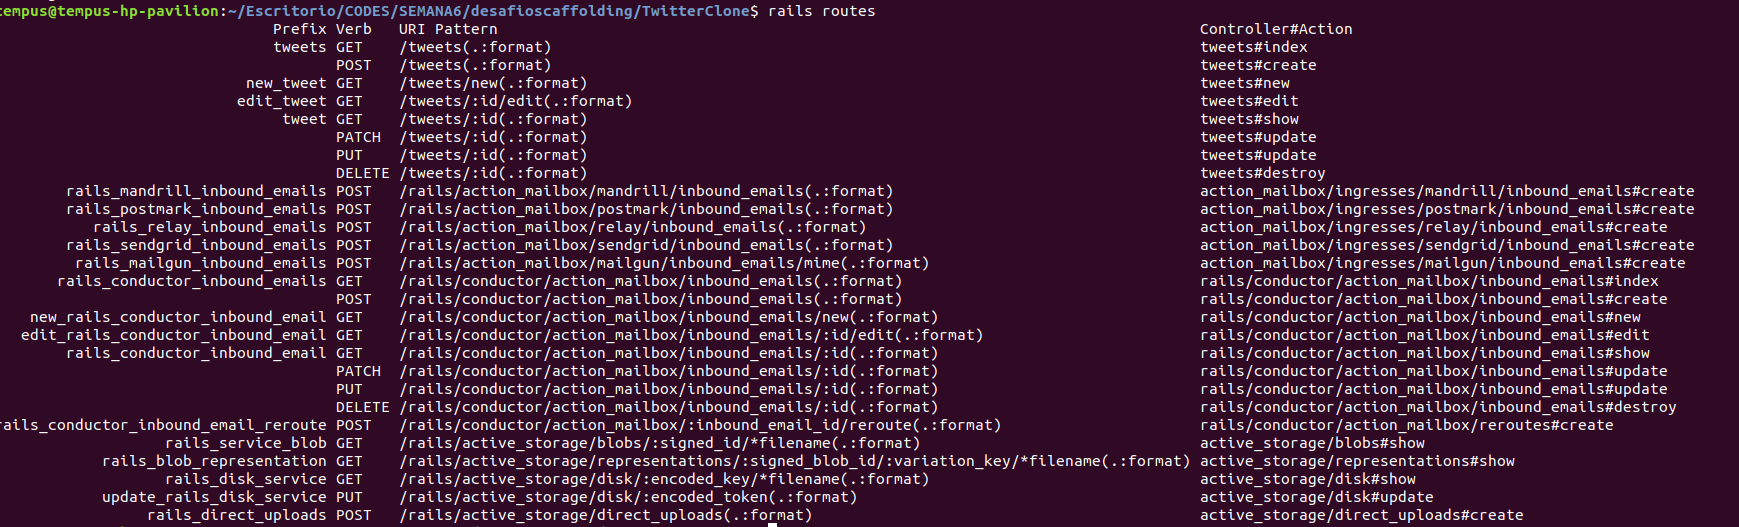 tempus@tempus-hp-pavilion:~/Escritorio/CODES/SEMANA6/desafioscaffolding/TwitterClone$ rails routes
Prefix Verb URI Pattern Controller#Action
tweets GET /tweets(.:format) tweets#index
POST /tweets(.:format) tweets#create
new_tweet GET /tweets/new(.:format) tweets#new
edit_tweet GET /tweets/:id/edit(.:format) tweets#edit
tweet GET /tweets/:id(.:format) tweets#show
PATCH /tweets/:id(.:format) tweets#update
PUT /tweets/:id(.:format) tweets#update
DELETE /tweets/:id(.:format) tweets#destroy
rails_mandrill_inbound_emails POST /rails/action_mailbox/mandrill/inbound_emails(.:format) action_mailbox/ingresses/mandrill/inbound_emails#create
rails_postmark_inbound_emails POST /rails/action_mailbox/postmark/inbound_emails(.:format) action_mailbox/ingresses/postmark/inbound_emails#create
rails_relay_inbound_emails POST /rails/action_mailbox/relay/inbound_emails(.:format) action_mailbox/ingresses/relay/inbound_emails#create
rails_sendgrid_inbound_emails POST /rails/action_mailbox/sendgrid/inbound_emails(.:format) action_mailbox/ingresses/sendgrid/inbound_emails#create
rails_mailgun_inbound_emails POST /rails/action_mailbox/mailgun/inbound_emails/mime(.:format) action_mailbox/ingresses/mailgun/inbound_emails#create
rails_conductor_inbound_emails GET /rails/conductor/action_mailbox/inbound_emails(.:format) rails/conductor/action_mailbox/inbound_emails#index
POST /rails/conductor/action_mailbox/inbound_emails(.:format) rails/conductor/action_mailbox/inbound_emails#create
new_rails_conductor_inbound_email GET /rails/conductor/action_mailbox/inbound_emails/new(.:format) rails/conductor/action_mailbox/inbound_emails#new
edit_rails_conductor_inbound_email GET /rails/conductor/action_mailbox/inbound_emails/:id/edit(.:format) rails/conductor/action_mailbox/inbound_emails#edit
rails_conductor_inbound_email GET /rails/conductor/action_mailbox/inbound_emails/:id(.:format) rails/conductor/action_mailbox/inbound_emails#show
PATCH /rails/conductor/action_mailbox/inbound_emails/:id(.:format) rails/conductor/action_mailbox/inbound_emails#update
PUT /rails/conductor/action_mailbox/inbound_emails/:id(.:format) rails/conductor/action_mailbox/inbound_emails#update
DELETE /rails/conductor/action_mailbox/inbound_emails/:id(.:format) rails/conductor/action_mailbox/inbound_emails#destroy
rails_conductor_inbound_email_reroute POST /rails/conductor/action_mailbox/:inbound_email_id/reroute(.:format) rails/conductor/action_mailbox/reroutes#create
rails_service_blob GET /rails/active_storage/blobs/:signed_id/*filename(.:format) active_storage/blobs#show
rails_blob_representation GET /rails/active_storage/representations/:signed_blob_id/:variation_key/*filename(.:format) active_storage/representations#show
rails_disk_service GET /rails/active_storage/disk/:encoded_key/*filename(.:format) active_storage/disk#show
update_rails_disk_service PUT /rails/active_storage/disk/:encoded_token(.:format) active_storage/disk#update
rails_direct_uploads POST /rails/active_storage/direct_uploads(.:format) active_storage/direct_uploads#create